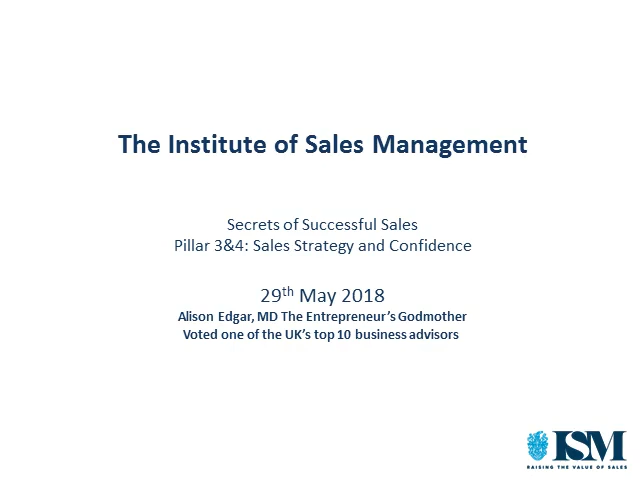 The Institute of Sales Management
Secrets of Successful Sales
Pillar 3&4: Sales Strategy and Confidence
29th May 2018
Alison Edgar, MD The Entrepreneur’s Godmother
Voted one of the UK’s top 10 business advisors
ISM
RAISING THE VALUE OF SALES